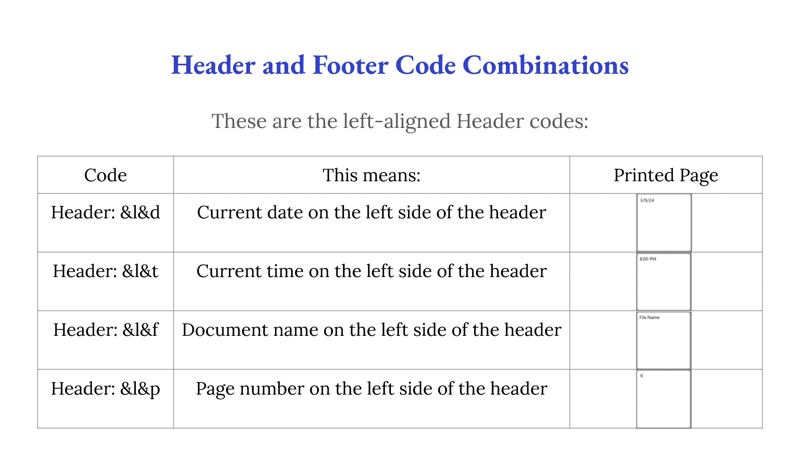 Header and Footer Code Combinations
These are the left-aligned Header codes:
Code This means: Printed Page
Header: &l&d Current date on the left side of the header 5/9/24
Header: &l&t Current time on the left side of the header 8:00 PM
Header: &l&f Document name on the left side of the header File Name
Header: &l&p Page number on the left side of the header 6